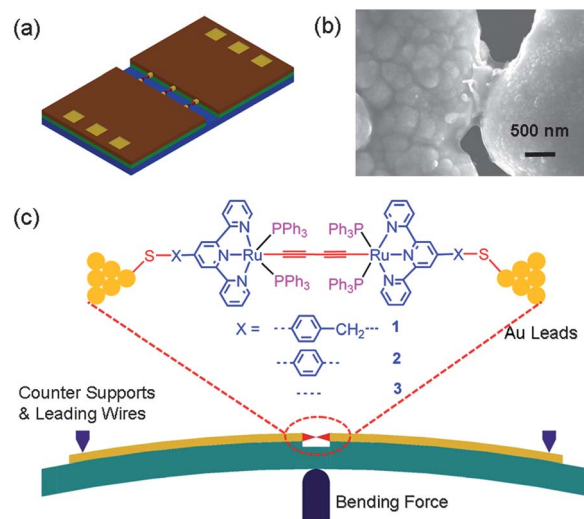 (a)
(b)
500 nm
(c)
PPh3 Ph3P
N N
S X N Ru Ru N X S
N N
PPh3 Ph3P
X = CH2 1
2
3
Au Leads
Counter Supports
& Leading Wires
Bending Force